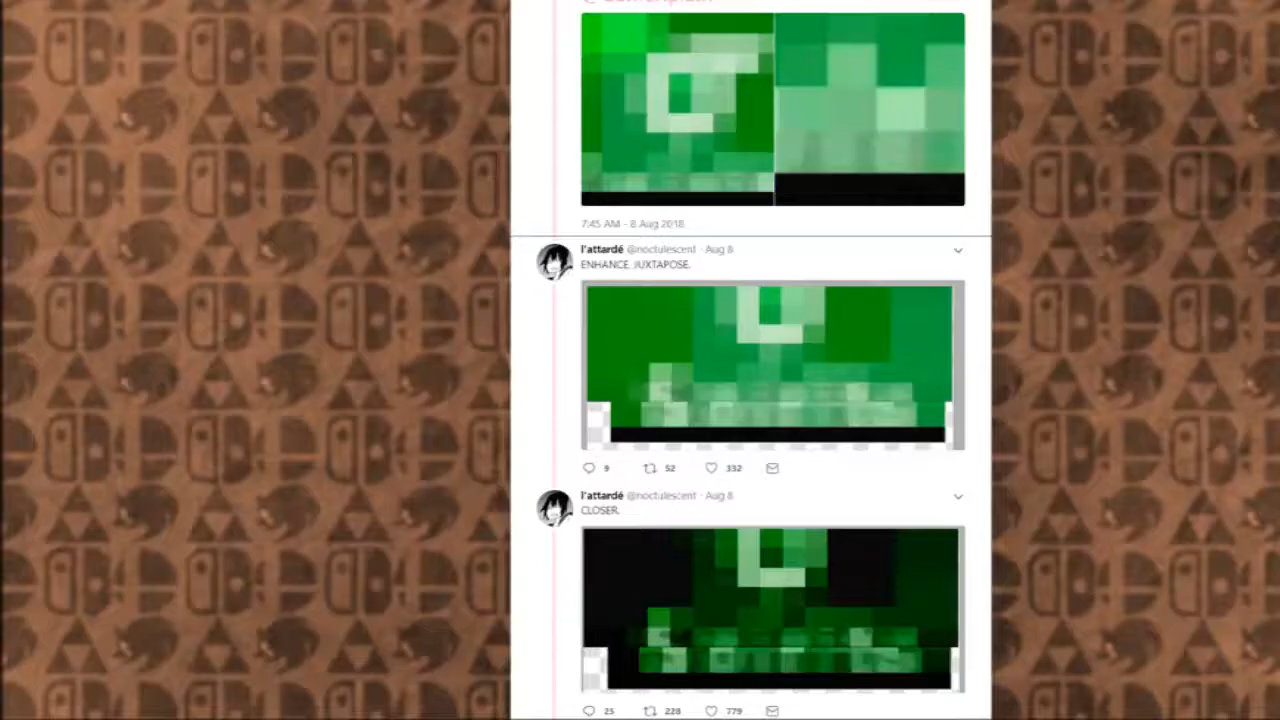 7:45 AM - 8 Aug 2018
l'attardé @noctulescent · Aug 8
ENHANCE. JUXTAPOSE.
9 52 332
l'attardé @noctulescent · Aug 8
CLOSER.
25 228 779